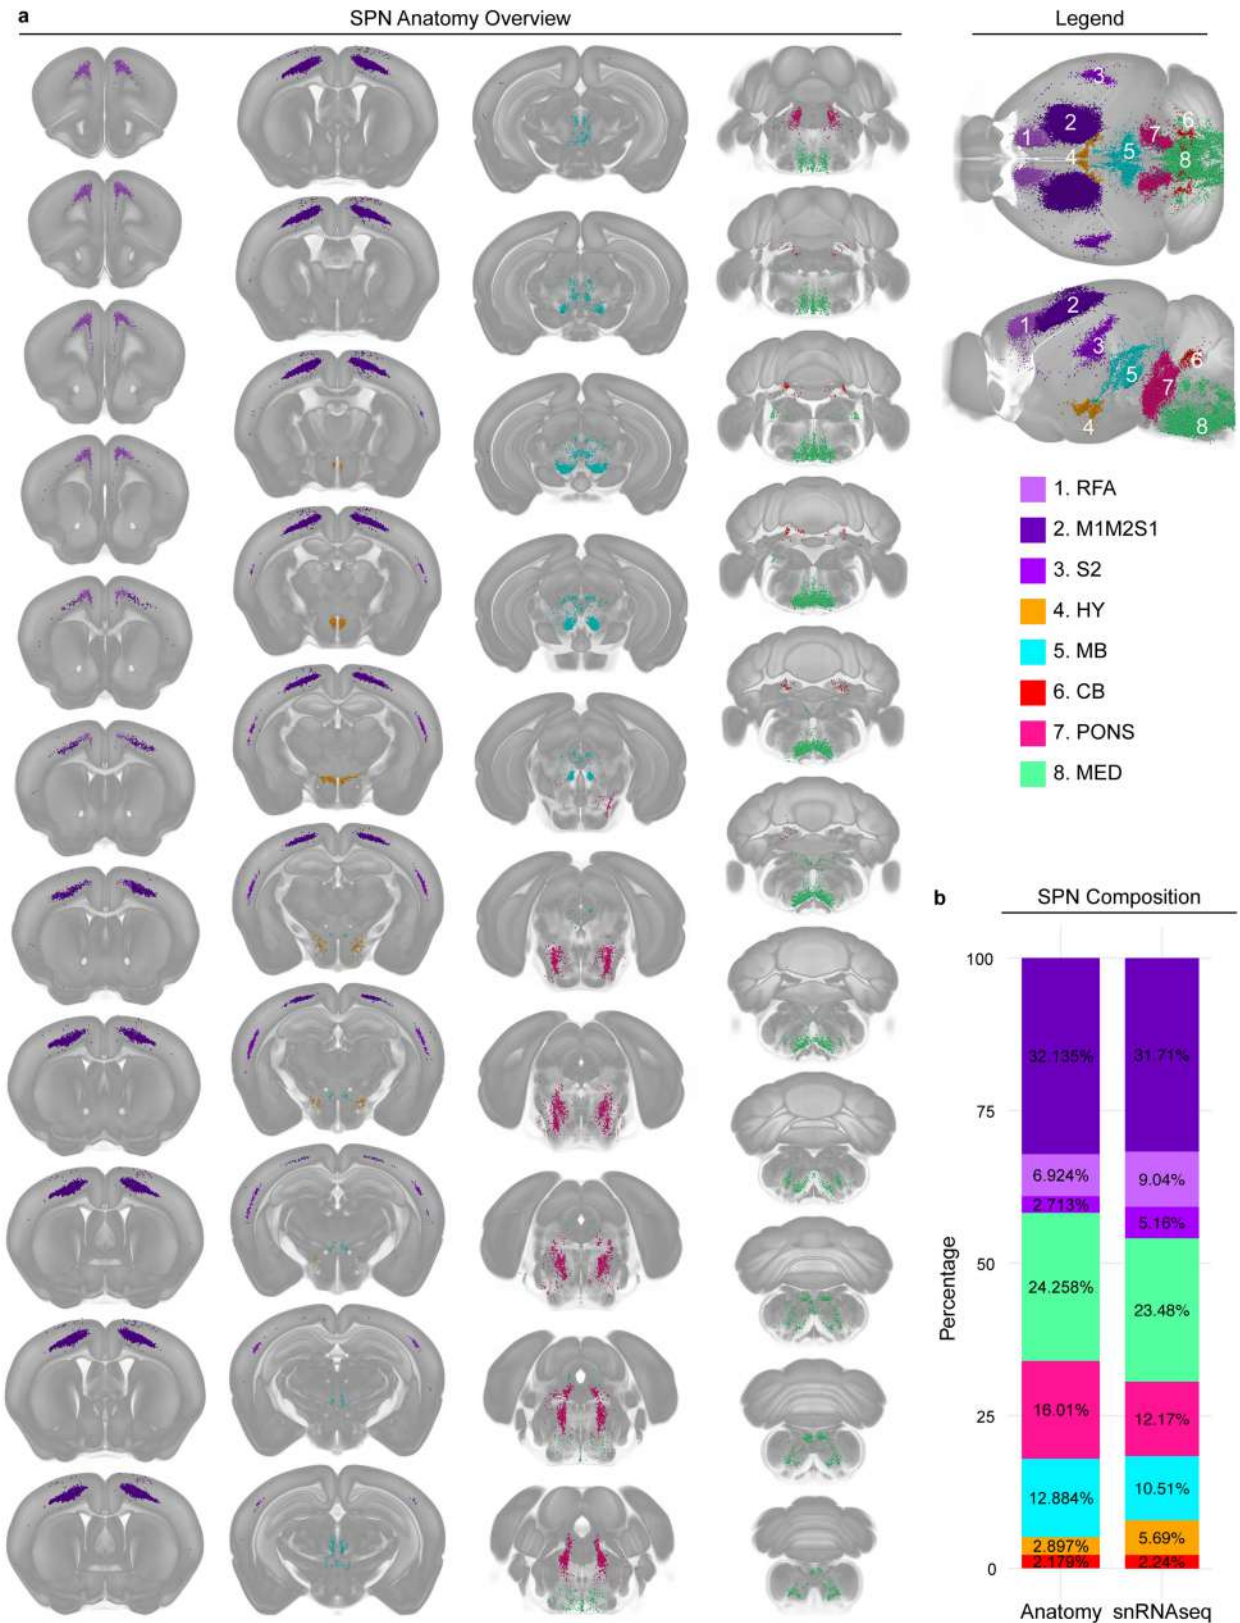 a
SPN Anatomy Overview
Legend
3
2
1
4
5
7
6
8
2
1
3
5
6
7
4
8
1. RFA
2. M1M2S1
3. S2
4. HY
5. MB
6. CB
7. PONS
8. MED
b
SPN Composition
100
75
50
25
0
Percentage
32.135%
31.71%
6.924%
9.04%
2.713%
5.16%
24.258%
23.48%
16.01%
12.17%
12.884%
10.51%
2.897%
5.69%
2.179%
2.24%
Anatomy
snRNAseq